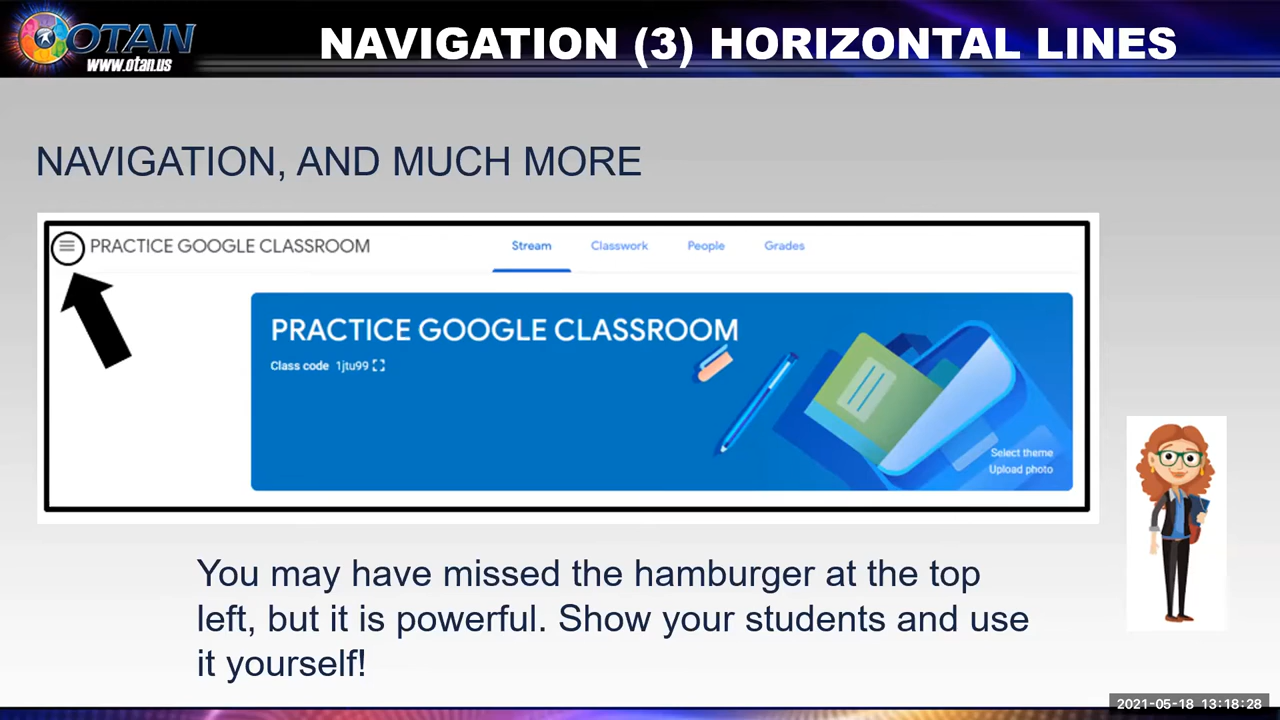 OTAN
www.otan.us
NAVIGATION (3) HORIZONTAL LINES
NAVIGATION, AND MUCH MORE
PRACTICE GOOGLE CLASSROOM
Stream Classwork People Grades
PRACTICE GOOGLE CLASSROOM
Class code 1jtu99
Select theme
Upload photo
You may have missed the hamburger at the top
left, but it is powerful. Show your students and use
it yourself!
2021-05-18 13:18:28